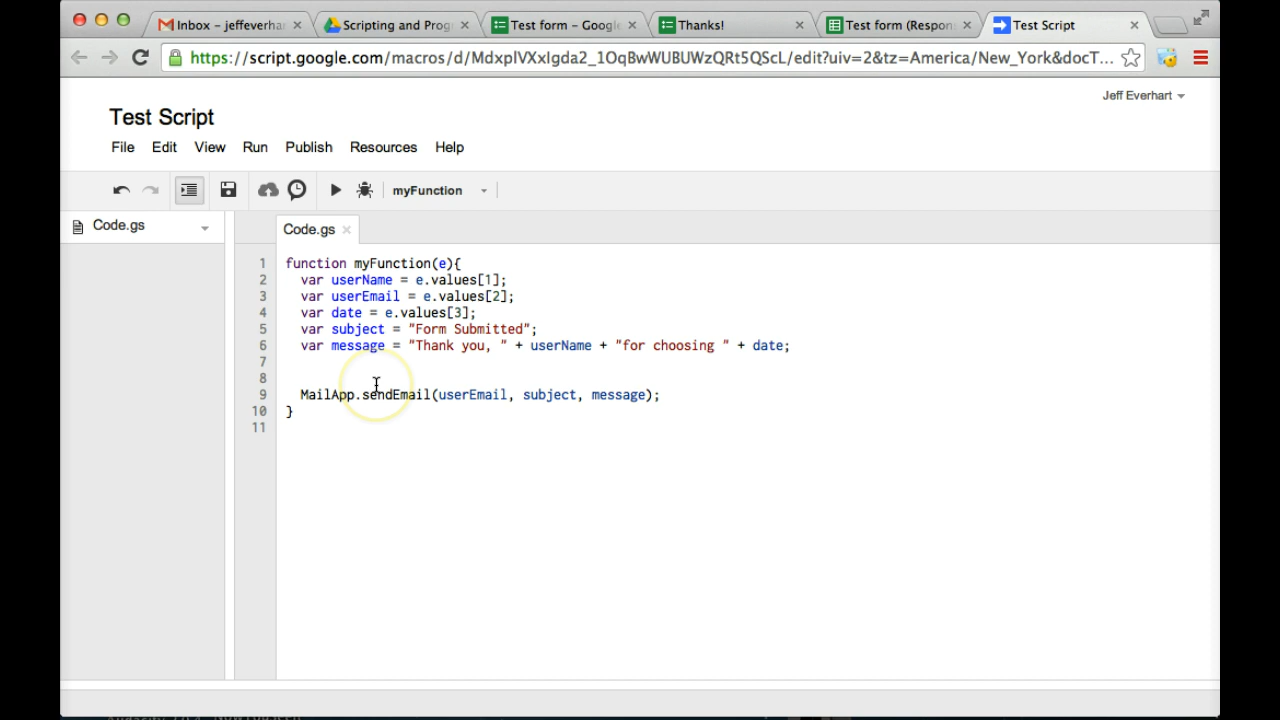 Inbox – jeffeverha
Scripting and Prog
Test form – Google
Thanks!
Test form (Respon
Test Script
https://script.google.com/macros/d/MdxplVXxIgda2_1OqBwWUBUWzQRt5QScL/edit?uiv=2&tz=America/New_York&docT...
Jeff Everhart
Test Script
File Edit View Run Publish Resources Help
myFunction
Code.gs
Code.gs
1 function myFunction(e){
2 var userName = e.values[1];
3 var userEmail = e.values[2];
4 var date = e.values[3];
5 var subject = "Form Submitted";
6 var message = "Thank you, " + userName + "for choosing " + date;
7
8
9 MailApp.sendEmail(userEmail, subject, message);
10 }
11